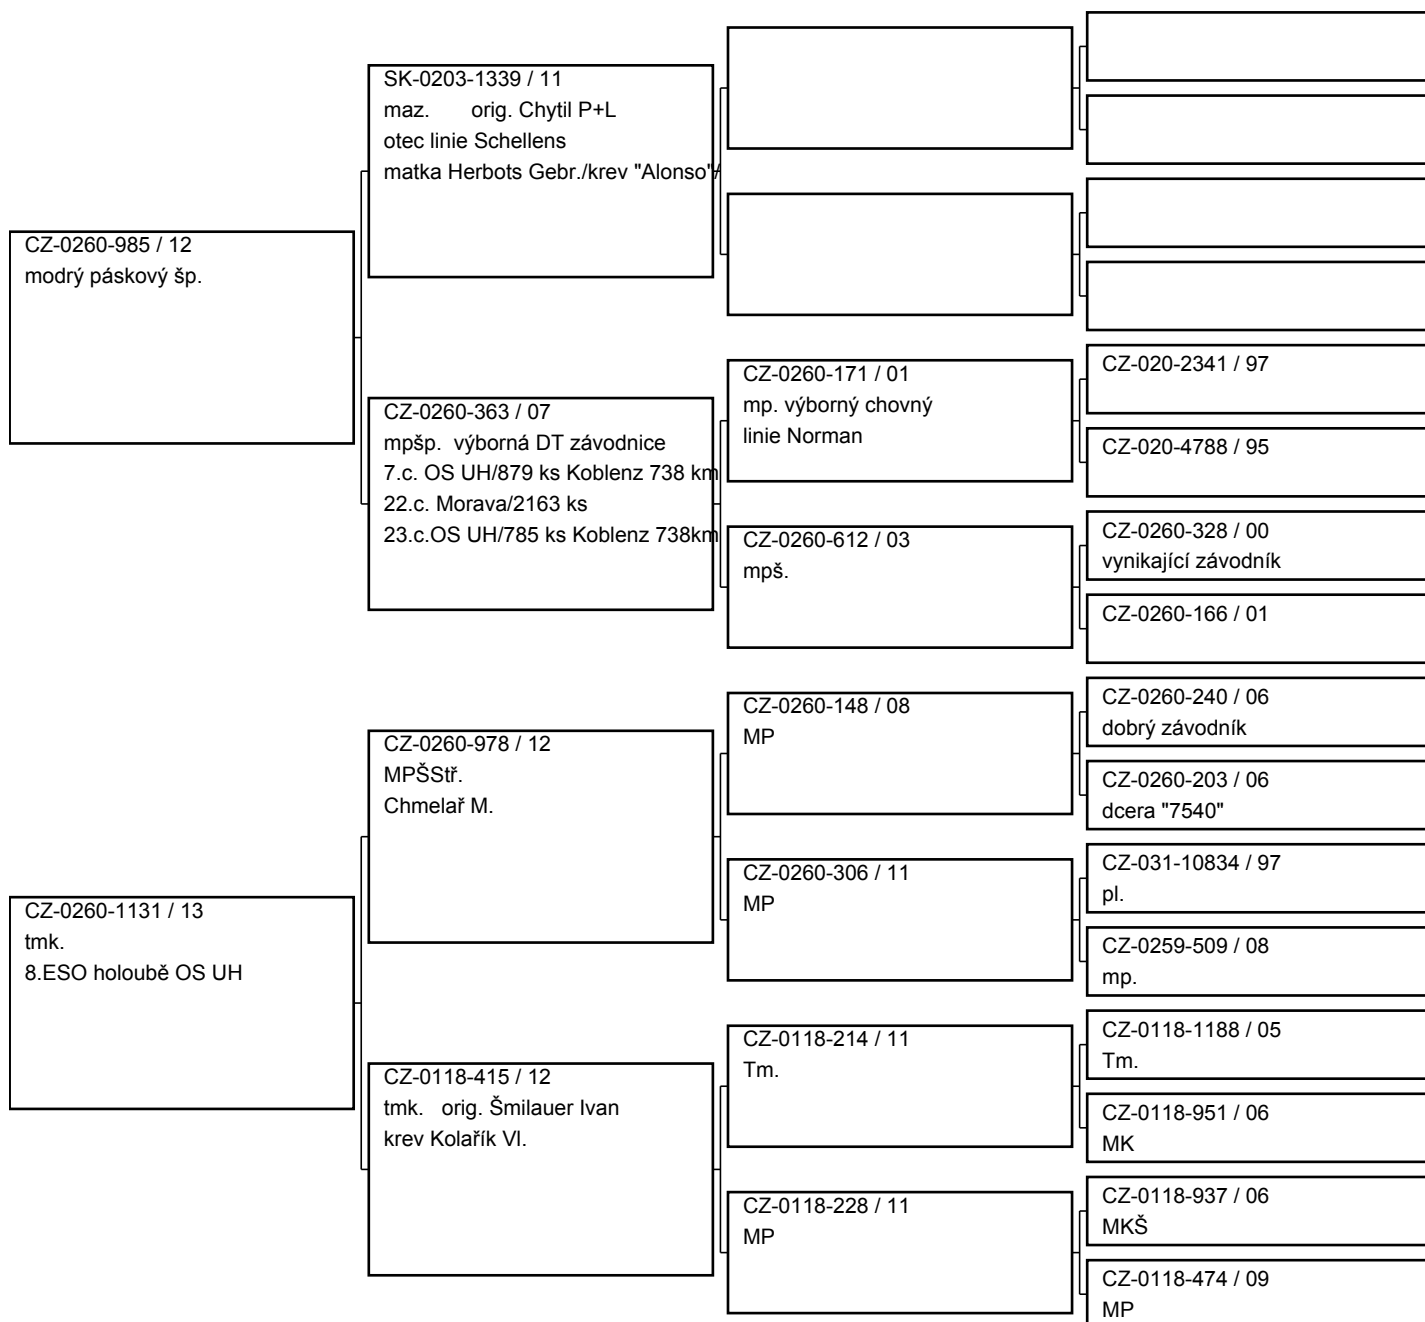 CZ-0260-985 / 12
modrý páskový šp.
CZ-0260-1131 / 13
tmk.
8.ESO holoubě OS UH
SK-0203-1339 / 11
maz. orig. Chytil P+L
otec linie Schellens
matka Herbots Gebr./krev "Alonso"/
CZ-0260-363 / 07
mpšp. výborná DT závodnice
7.c. OS UH/879 ks Koblenz 738 km
22.c. Morava/2163 ks
23.c.OS UH/785 ks Koblenz 738km
CZ-0260-978 / 12
MPŠStř.
Chmelař M.
CZ-0118-415 / 12
tmk. orig. Šmilauer Ivan
krev Kolařík Vl.
CZ-0260-171 / 01
mp. výborný chovný
linie Norman
CZ-0260-612 / 03
mpš.
CZ-0260-148 / 08
MP
CZ-0260-306 / 11
MP
CZ-0118-214 / 11
Tm.
CZ-0118-228 / 11
MP
CZ-020-2341 / 97
CZ-020-4788 / 95
CZ-0260-328 / 00
vynikající závodník
CZ-0260-166 / 01
CZ-0260-240 / 06
dobrý závodník
CZ-0260-203 / 06
dcera "7540"
CZ-031-10834 / 97
pl.
CZ-0259-509 / 08
mp.
CZ-0118-1188 / 05
Tm.
CZ-0118-951 / 06
MK
CZ-0118-937 / 06
MKŠ
CZ-0118-474 / 09
MP